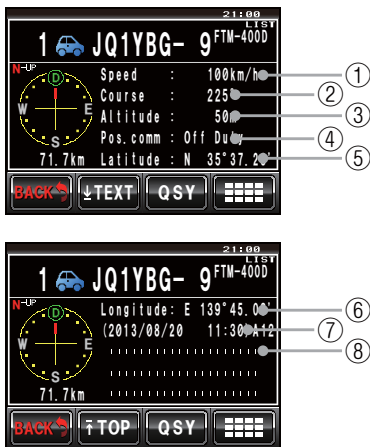 21:00
LIST
1 JQ1YBG- 9 FTM-400D
N-UP
D
W E
S
71.7km
Speed : 100km/h ①
Course : 225° ②
Altitude : 50m ③
Pos.comm : Off Duty ④
Latitude : N 35°37.2 ⑤
BACK TEXT QSY
21:00
LIST
1 JQ1YBG- 9 FTM-400D
N-UP
D
W E
S
71.7km
Longitude: E 139°45.0 ⑥
(2013/08/20 11:30 A12 ⑦
⑧
BACK TOP QSY